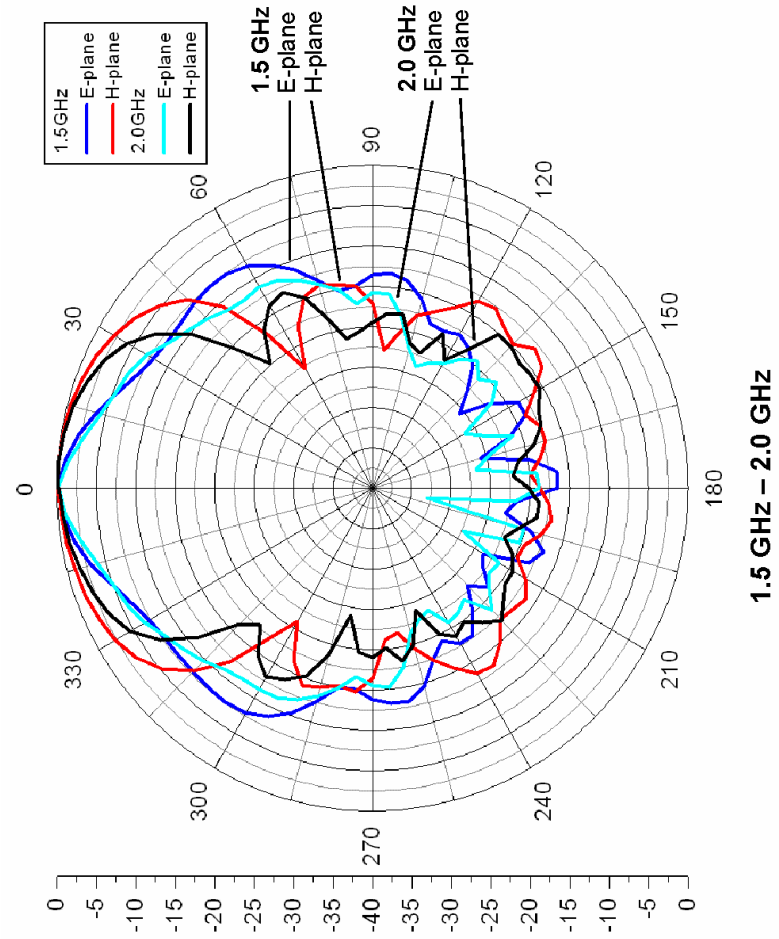 1.5GHz
E-plane
H-plane
2.0GHz
E-plane
H-plane
1.5 GHz
E-plane
H-plane
2.0 GHz
E-plane
H-plane
0
30
60
90
120
150
180
210
240
270
300
330
0
-5
-10
-15
-20
-25
-30
-35
-40
-35
-30
-25
-20
-15
-10
-5
0
1.5 GHz – 2.0 GHz